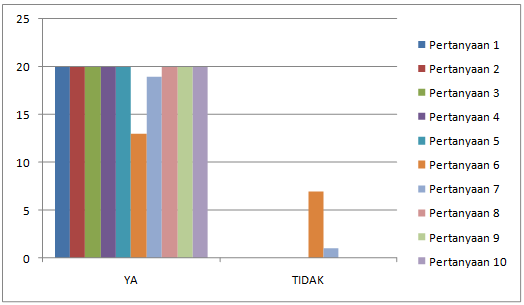 25
20
15
10
5
0
YA
TIDAK
Pertanyaan 1
Pertanyaan 2
Pertanyaan 3
Pertanyaan 4
Pertanyaan 5
Pertanyaan 6
Pertanyaan 7
Pertanyaan 8
Pertanyaan 9
Pertanyaan 10